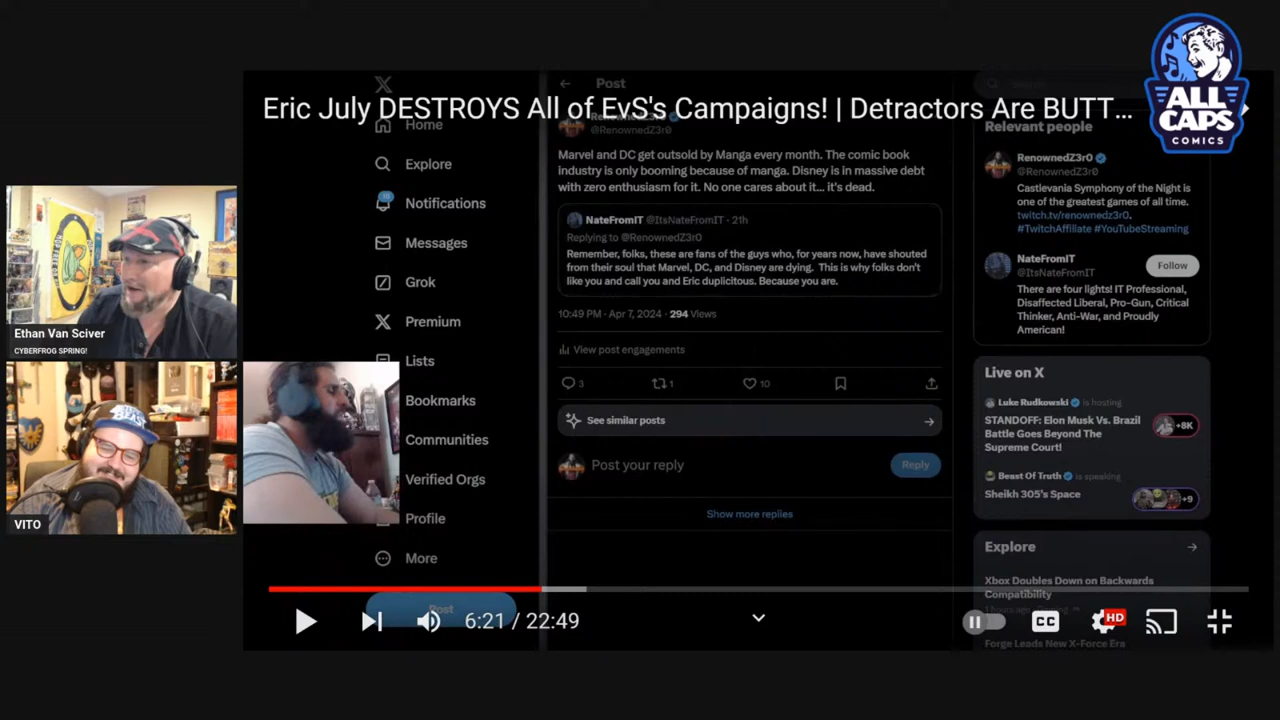 ALL
CAPS
COMICS
Eric July DESTROYS All of EvS's Campaigns! | Detractors Are BUTT...
Ethan Van Sciver
CYBERFROG SPRING!
VITO
Home
Explore
Notifications
Messages
Grok
Premium
Lists
Bookmarks
Communities
Verified Orgs
Profile
More
Post
Post
@RenownedZ3r0
Marvel and DC get outsold by Manga every month. The comic book
industry is only booming because of manga. Disney is in massive debt
with zero enthusiasm for it. No one cares about it... it's dead.
NateFromIT @ItsNateFromIT · 21h
Replying to @RenownedZ3r0
Remember, folks, these are fans of the guys who, for years now, have shouted
from their soul that Marvel, DC, and Disney are dying. This is why folks don't
like you and call you and Eric duplicitous. Because you are.
10:49 PM · Apr 7, 2024 · 294 Views
View post engagements
3 1 10
See similar posts
Post your reply
Reply
Show more replies
Relevant people
RenownedZ3r0
@RenownedZ3r0
Castlevania Symphony of the Night is
one of the greatest games of all time.
twitch.tv/renownedz3r0.
#TwitchAffiliate #YouTubeStreaming
NateFromIT
@ItsNateFromIT
Follow
There are four lights! IT Professional,
Disaffected Liberal, Pro-Gun, Critical
Thinker, Anti-War, and Proudly
American!
Live on X
Luke Rudkowski is hosting
STANDOFF: Elon Musk Vs. Brazil
Battle Goes Beyond The
Supreme Court!
+8K
Beast Of Truth is speaking
Sheikh 305's Space
+9
Explore
Xbox Doubles Down on Backwards
Compatibility
Forge Leads New X-Force Era
6:21 / 22:49
CC
HD